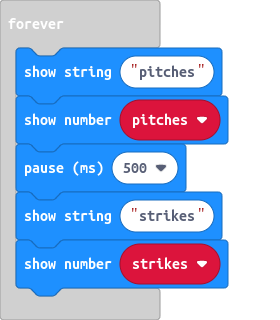 forever
show string "pitches"
show number pitches
pause (ms) 500
show string "strikes"
show number strikes